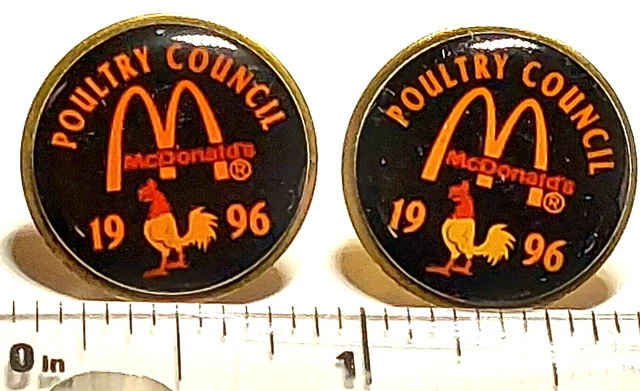 POULTRY COUNCIL
McDonald's
®
19 96
POULTRY COUNCIL
McDonald's
®
19 96
0 in 1